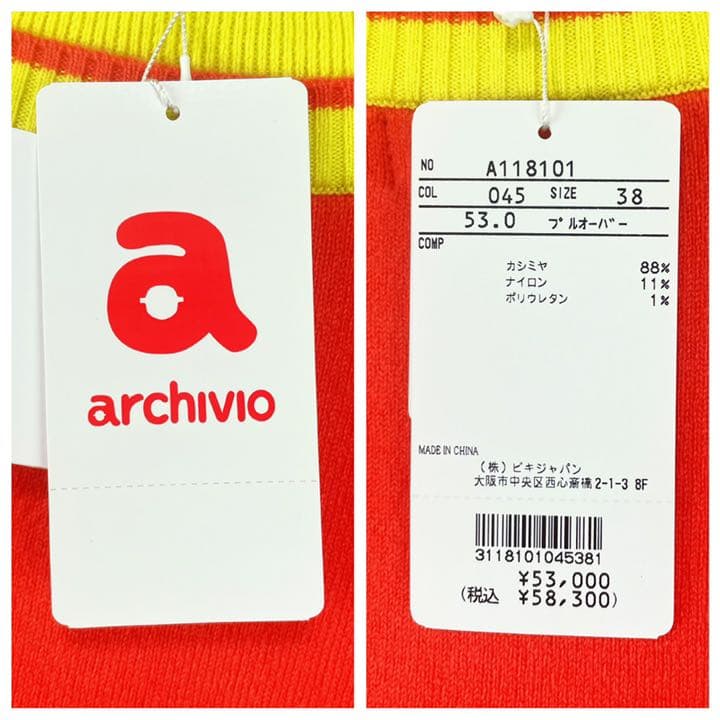 a
archivio
NO A118101
COL 045 SIZE 38
53.0 プルオーバー
COMP
カシミヤ 88%
ナイロン 11%
ポリウレタン 1%
MADE IN CHINA
(株)ビキジャパン
大阪市中央区西心斎橋2-1-3 8F
3118101045381
¥53,000
(税込 ¥58,300)